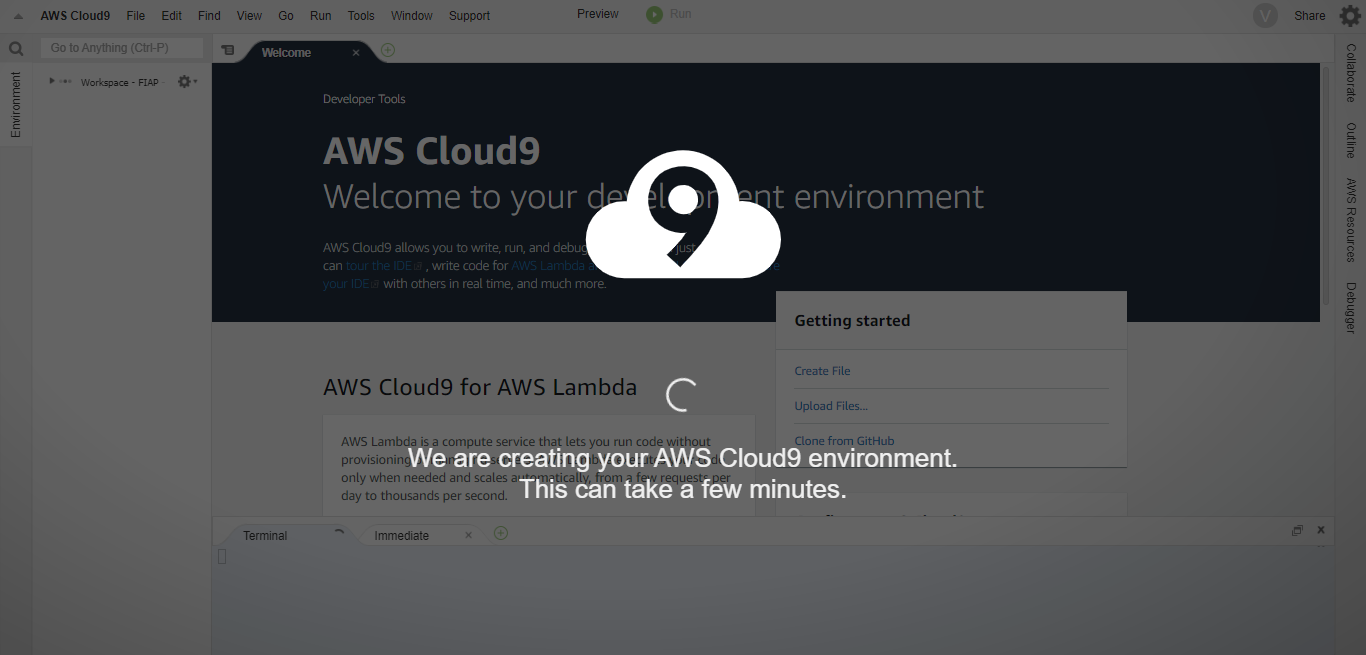 AWS Cloud9 File Edit Find View Go Run Tools Window Support Preview Run V Share
Go to Anything (Ctrl-P)
Welcome
Workspace - FIAP
Environment
Collaborate
Outline
AWS Resources
Debugger
Developer Tools
AWS Cloud9
Welcome to your development environment
AWS Cloud9 allows you to write, run, and debug just
can tour the IDE, write code for AWS Lambda
your IDE with others in real time, and much more.
9
Getting started
Create File
Upload Files...
Clone from GitHub
AWS Cloud9 for AWS Lambda
AWS Lambda is a compute service that lets you run code without
provisioning
only when needed and scales automatically, from a few requests per
day to thousands per second.
We are creating your AWS Cloud9 environment.
This can take a few minutes.
Terminal Immediate